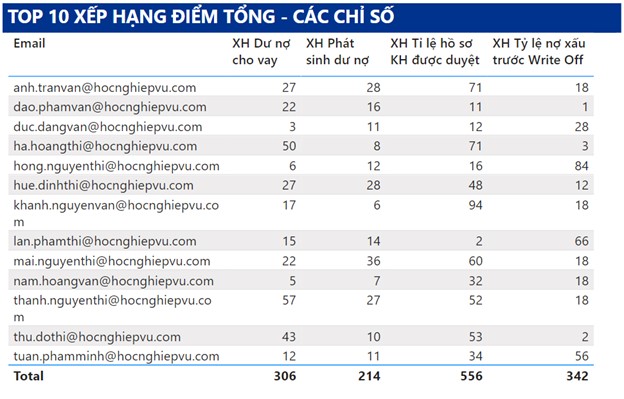 TOP 10 XẾP HẠNG ĐIỂM TỔNG - CÁC CHỈ SỐ
Email XH Dư nợ cho vay XH Phát sinh dư nợ XH Tỉ lệ hồ sơ KH được duyệt XH Tỷ lệ nợ xấu trước Write Off
anh.tranvan@hocnghiepvu.com 27 28 71 18
dao.phamvan@hocnghiepvu.com 22 16 11 1
duc.dangvan@hocnghiepvu.com 3 11 12 28
ha.hoangthi@hocnghiepvu.com 50 8 71 3
hong.nguyenthi@hocnghiepvu.com 6 12 16 84
hue.dinhthi@hocnghiepvu.com 27 28 48 12
khanh.nguyenvan@hocnghiepvu.co 17 6 94 18
m
lan.phamthi@hocnghiepvu.com 15 14 2 66
mai.nguyenthi@hocnghiepvu.com 22 36 60 18
nam.hoangvan@hocnghiepvu.com 5 7 32 18
thanh.nguyenthi@hocnghiepvu.co 57 27 52 18
m
thu.dothi@hocnghiepvu.com 43 10 53 2
tuan.phamminh@hocnghiepvu.com 12 11 34 56
Total 306 214 556 342